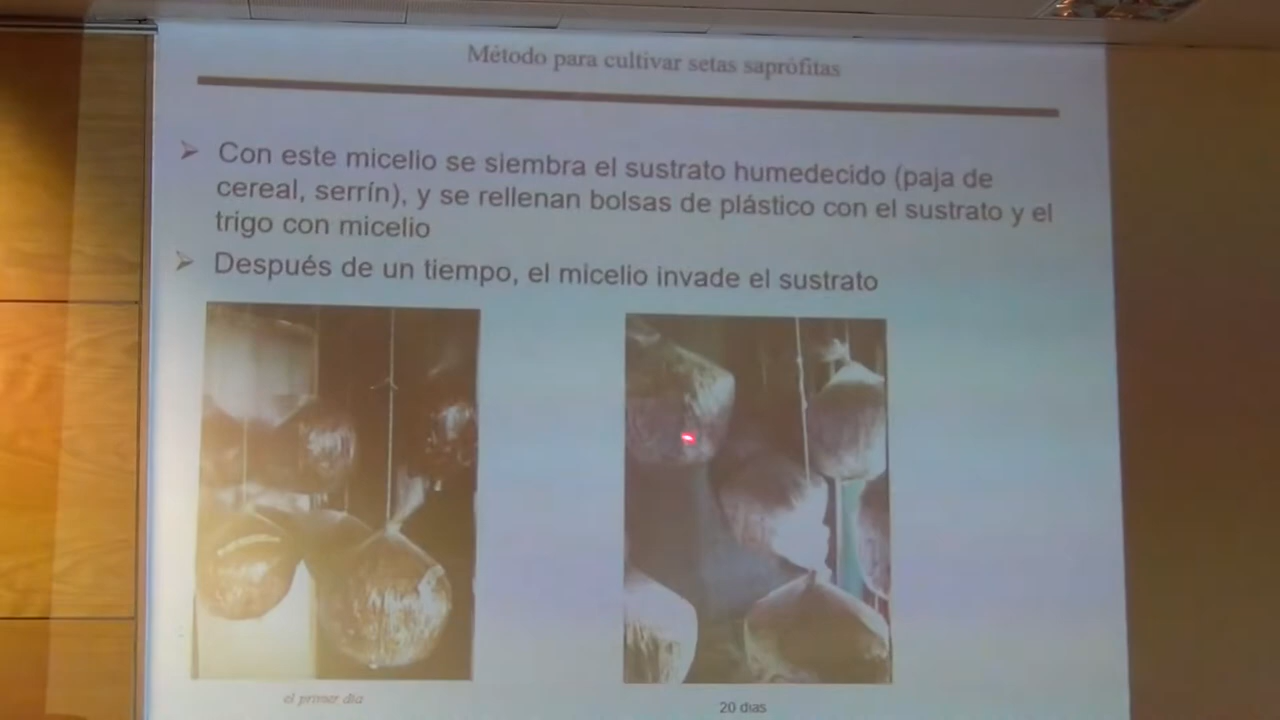 Método para cultivar setas saprófitas
Con este micelio se siembra el sustrato humedecido (paja de
cereal, serrín), y se rellenan bolsas de plástico con el sustrato y el
trigo con micelio
Después de un tiempo, el micelio invade el sustrato
el primer dia
20 dias